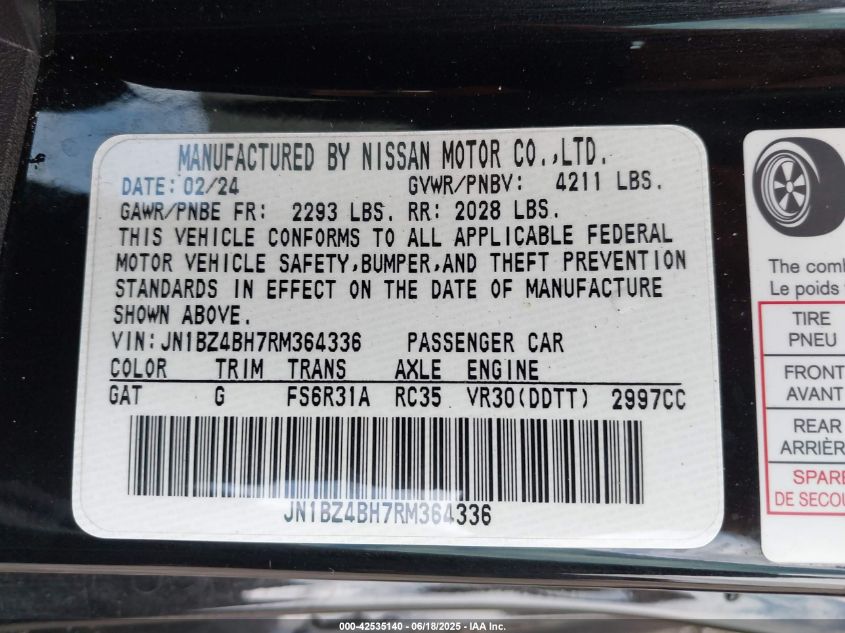 MANUFACTURED BY NISSAN MOTOR CO.,LTD.
DATE: 02/24 GVWR/PNBV: 4211 LBS.
GAWR/PNBE FR: 2293 LBS. RR: 2028 LBS.
THIS VEHICLE CONFORMS TO ALL APPLICABLE FEDERAL
MOTOR VEHICLE SAFETY,BUMPER,AND THEFT PREVENTION
STANDARDS IN EFFECT ON THE DATE OF MANUFACTURE
SHOWN ABOVE.
VIN:JN1BZ4BH7RM364336 PASSENGER CAR
COLOR TRIM TRANS AXLE ENGINE
GAT G FS6R31A RC35 VR30(DDTT) 2997CC
JN1BZ4BH7RM364336
The comb
Le poids
TIRE
PNEU
FRONT
AVANT
REAR
ARRIÈR
SPARE
DE SECOU
000-42535140 - 06/18/2025 - IAA Inc.